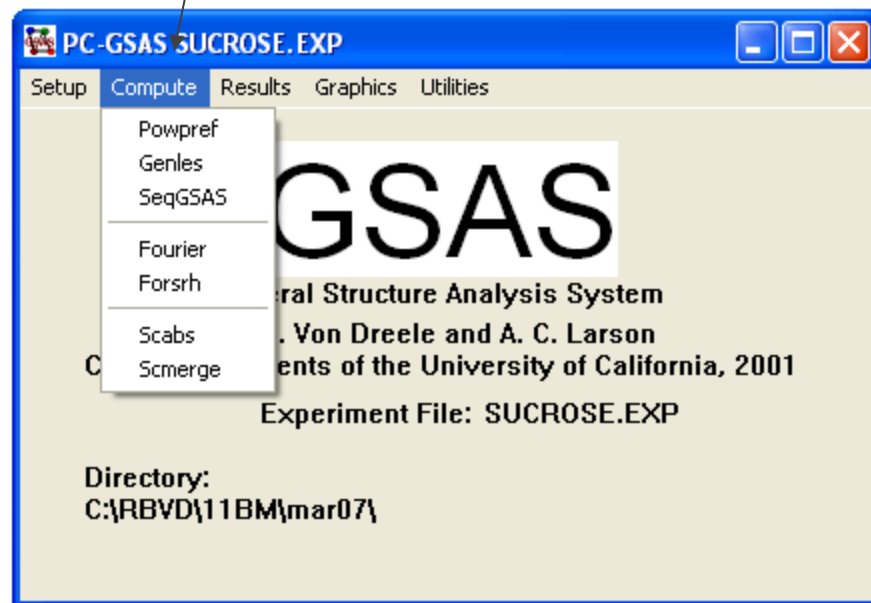 PC-GSAS SUCROSE.EXP
Setup Compute Results Graphics Utilities
Powpref
Genles
SeqGSAS
Fourier
Forsrh
Scabs
Scmerge
GSAS
ral Structure Analysis System
. Von Dreele and A. C. Larson
C ents of the University of California, 2001
Experiment File: SUCROSE.EXP
Directory:
C:\RBVD\11BM\mar07\